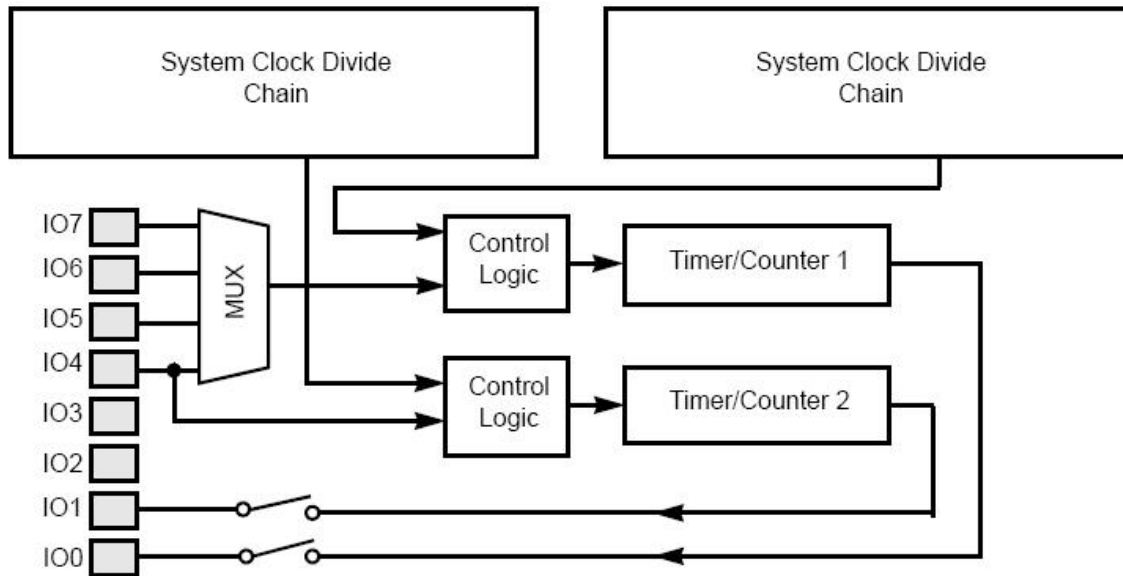 System Clock Divide
Chain
System Clock Divide
Chain
IO7
IO6
IO5
IO4
IO3
IO2
IO1
IO0
MUX
Control
Logic
Timer/Counter 1
Control
Logic
Timer/Counter 2